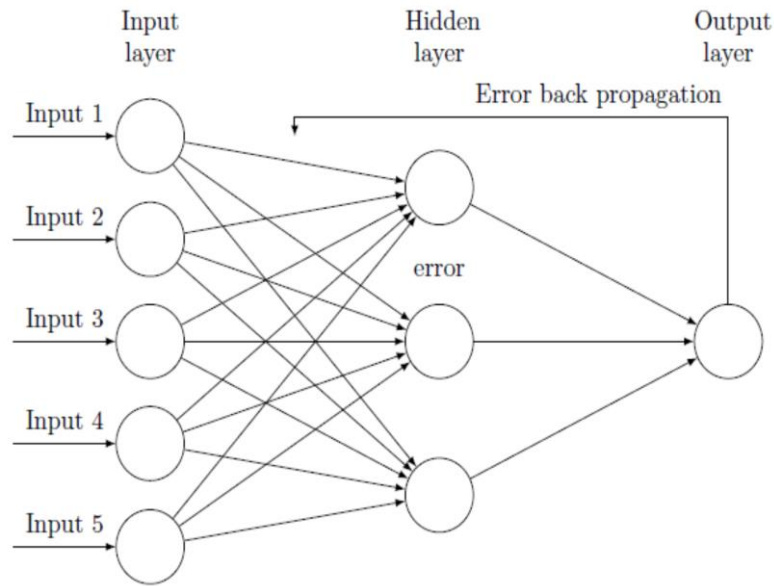 Input
layer
Hidden
layer
Output
layer
Error back propagation
Input 1
Input 2
error
Input 3
Input 4
Input 5